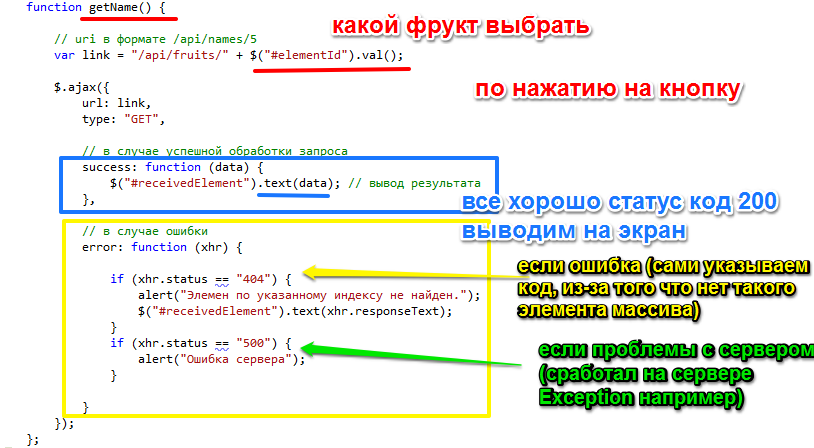 function getName() {
какой фрукт выбрать
// uri в формате /api/names/5
var link = "/api/fruits/" + $("#elementId").val();
по нажатию на кнопку
$.ajax({
url: link,
type: "GET",
// в случае успешной обработки запроса
success: function (data) {
$("#receivedElement").text(data); // вывод результата
},
все хорошо статус код 200
выводим на экран
// в случае ошибки
error: function (xhr) {
если ошибка (сами указываем
код, из-за того что нет такого
элемента массива)
if (xhr.status == "404") {
alert("Элемен по указанному индексу не найден.");
$("#receivedElement").text(xhr.responseText);
}
если проблемы с сервером
(сработал на сервере
Exception например)
if (xhr.status == "500") {
alert("Ошибка сервера");
}
}
});
};